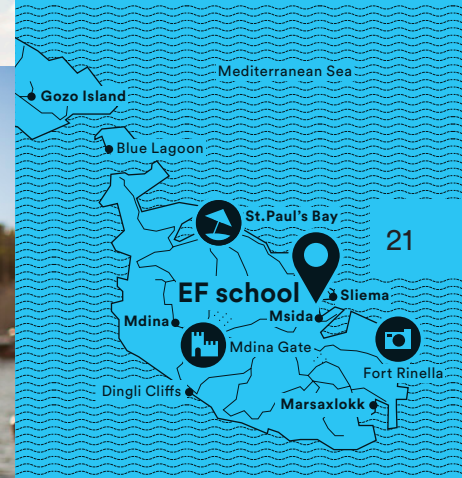 Mediterranean Sea
Gozo Island
Blue Lagoon
St.Paul's Bay
21
EF school
Sliema
Mdina
Msida
Mdina Gate
Fort Rinella
Dingli Cliffs
Marsaxlokk